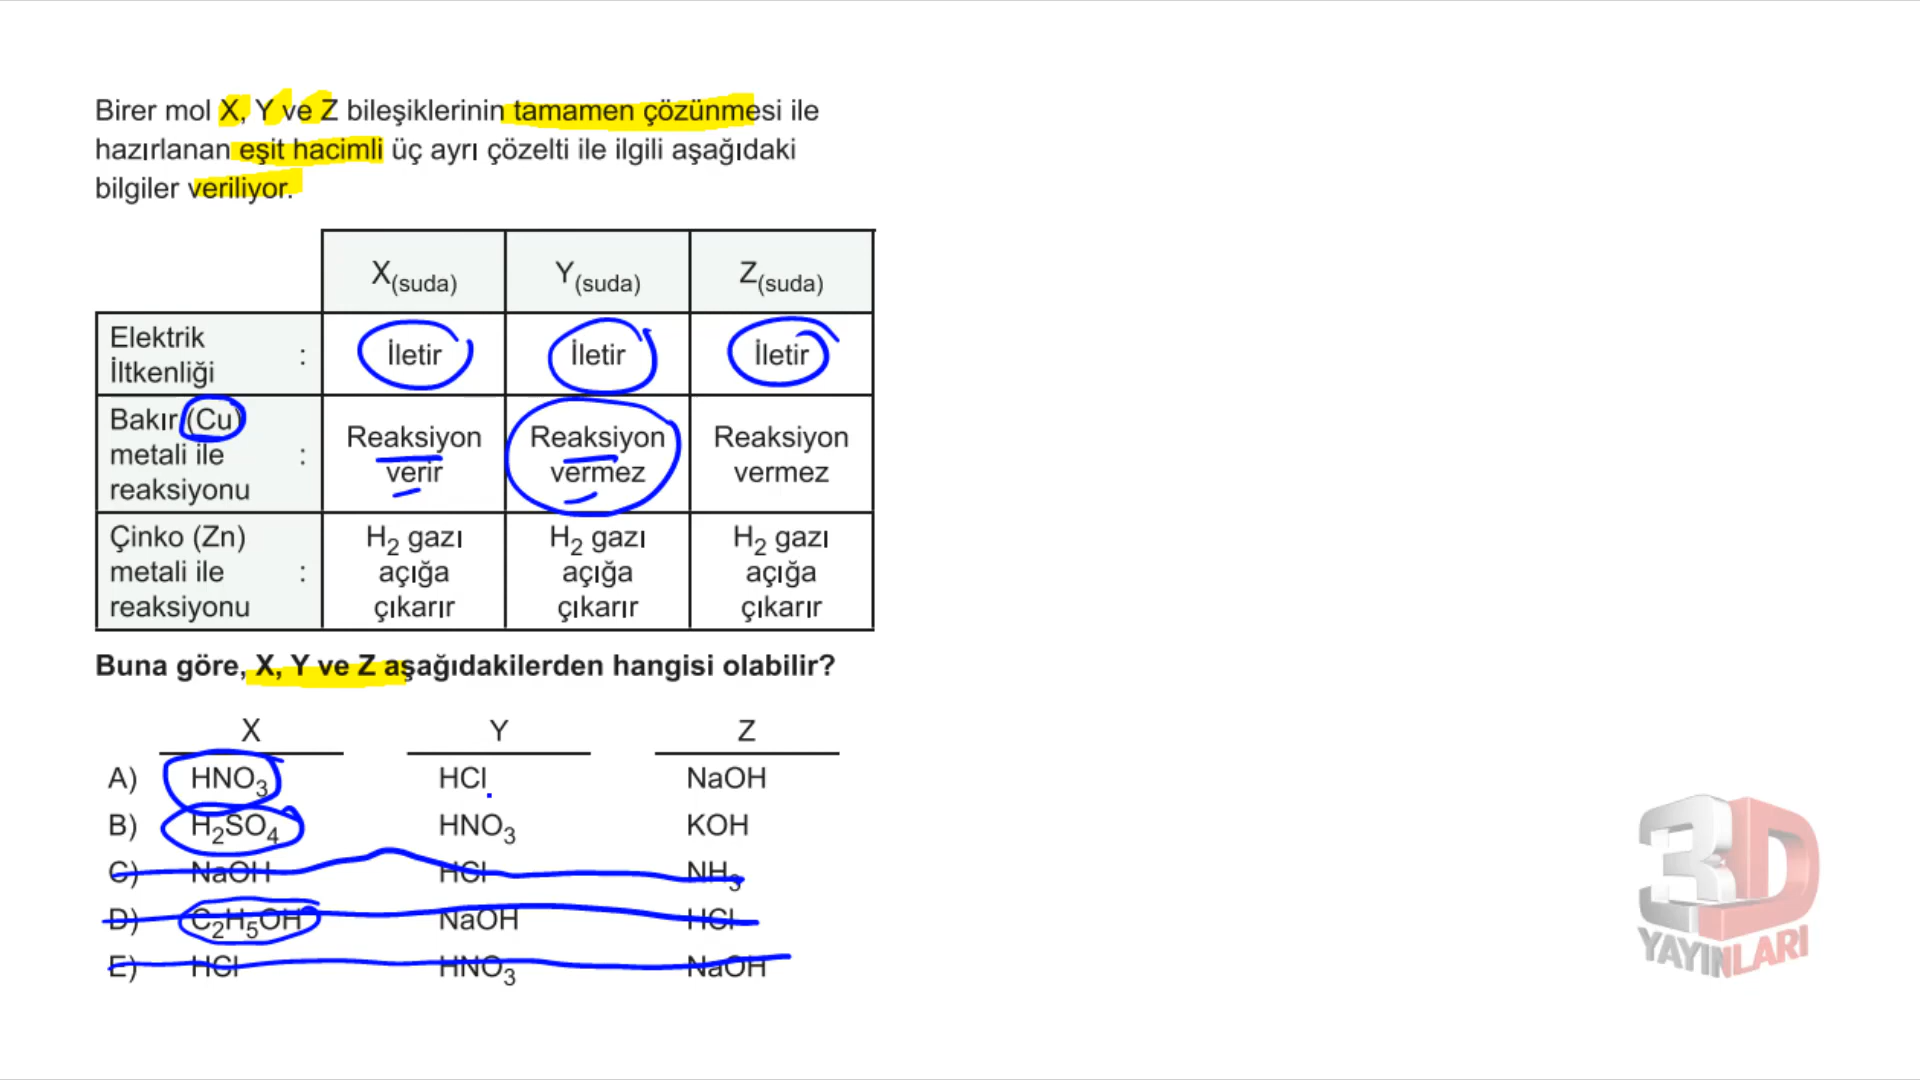 Birer mol X, Y ve Z bileşiklerinin tamamen çözünmesi ile
hazırlanan eşit hacimli üç ayrı çözelti ile ilgili aşağıdaki
bilgiler veriliyor.
X(suda) Y(suda) Z(suda)
Elektrik
İltkenliği : İletir İletir İletir
Bakır (Cu)
metali ile
reaksiyonu : Reaksiyon verir Reaksiyon vermez Reaksiyon vermez
Çinko (Zn)
metali ile
reaksiyonu : H2 gazı açığa çıkarır H2 gazı açığa çıkarır H2 gazı açığa çıkarır
Buna göre, X, Y ve Z aşağıdakilerden hangisi olabilir?
X Y Z
A) HNO3 HCl NaOH
B) H2SO4 HNO3 KOH
C) NaOH HCl NH3
D) C2H5OH NaOH HCl
E) HCl HNO3 NaOH
3D
YAYINLARI